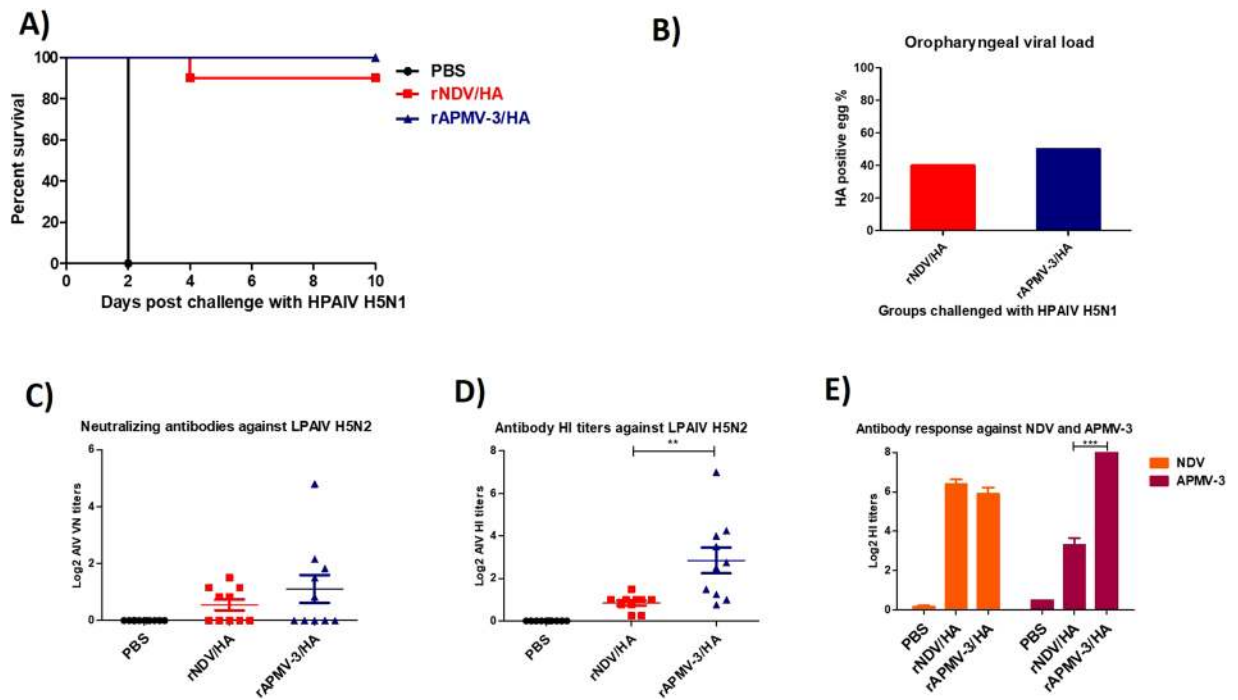 A)
100
80
60
40
20
0
Percent survival
0 2 4 6 8 10
Days post challenge with HPAIV H5N1
PBS
rNDV/HA
rAPMV-3/HA
B)
Oropharyngeal viral load
100
80
60
40
20
0
HA positive egg %
rNDV/HA
rAPMV-3/HA
Groups challenged with HPAIV H5N1
C)
Neutralizing antibodies against LPAIV H5N2
6
4
2
0
Log2 AIV VN titers
PBS
rNDV/HA
rAPMV-3/HA
D)
Antibody HI titers against LPAIV H5N2
**
8
6
4
2
0
Log2 AIV HI titers
PBS
rNDV/HA
rAPMV-3/HA
E)
Antibody response against NDV and APMV-3
***
8
6
4
2
0
Log2 HI titers
PBS
rNDV/HA
rAPMV-3/HA
PBS
rNDV/HA
rAPMV-3/HA
NDV
APMV-3